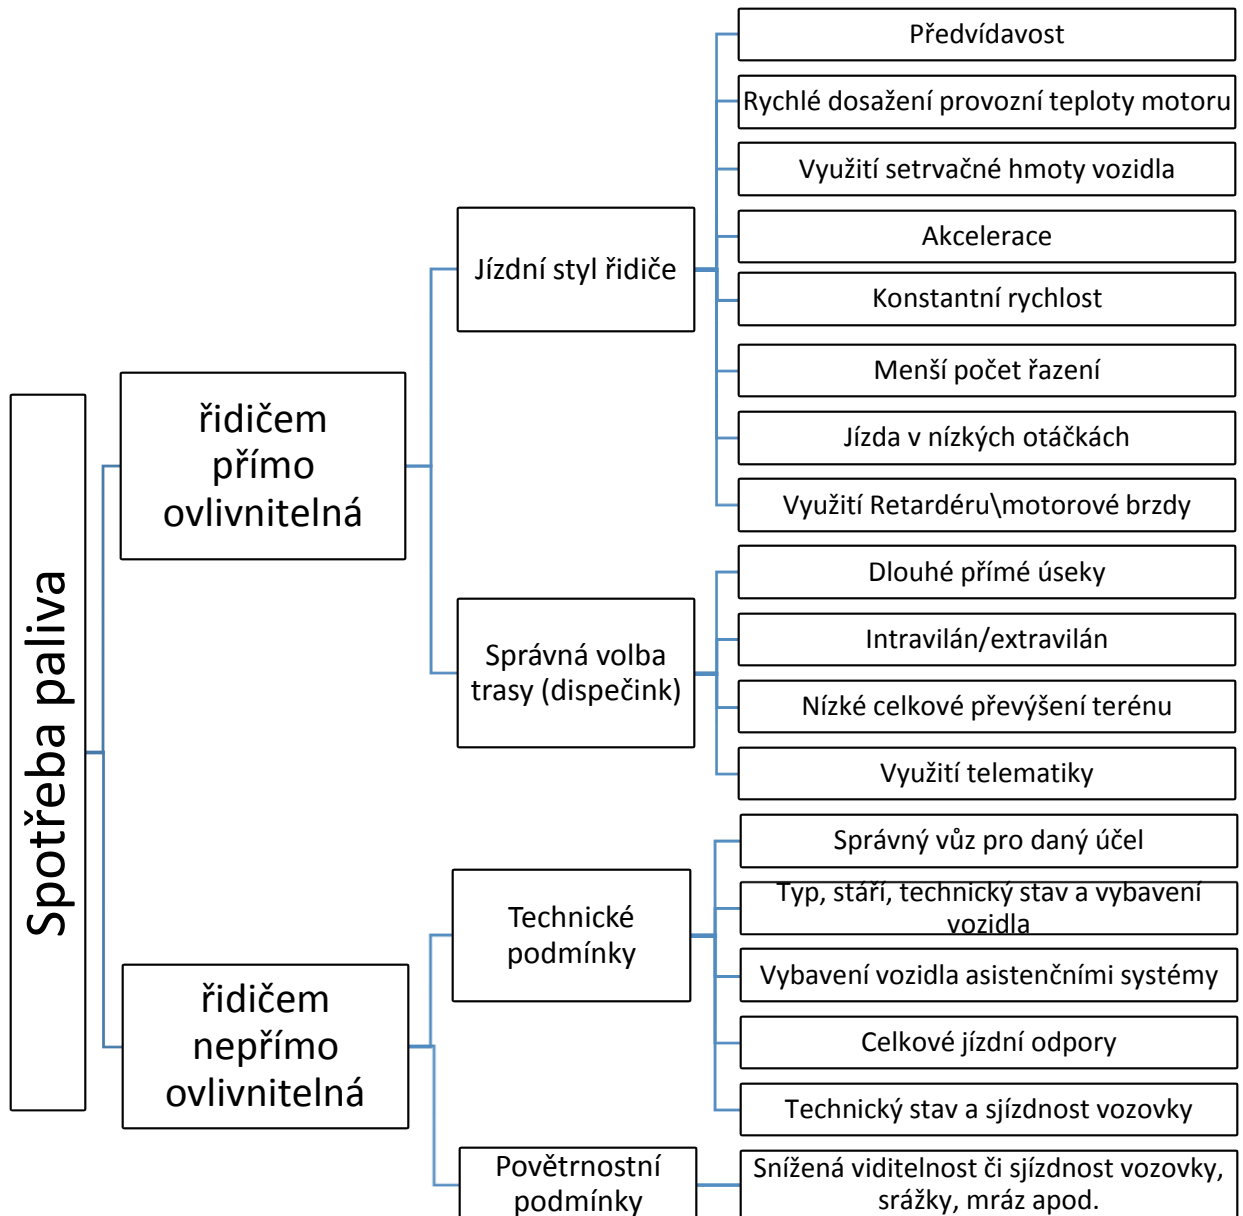 Spotřeba paliva
řidičem
přímo
ovlivnitelná
Jízdní styl řidiče
Předvídavost
Rychlé dosažení provozní teploty motoru
Využití setrvačné hmoty vozidla
Akcelerace
Konstantní rychlost
Menší počet řazení
Jízda v nízkých otáčkách
Využití Retardéru\motorové brzdy
Správná volba
trasy (dispečink)
Dlouhé přímé úseky
Intravilán/extravilán
Nízké celkové převýšení terénu
Využití telematiky
řidičem
nepřímo
ovlivnitelná
Technické
podmínky
Správný vůz pro daný účel
Typ, stáří, technický stav a vybavení
vozidla
Vybavení vozidla asistenčními systémy
Celkové jízdní odpory
Technický stav a sjízdnost vozovky
Povětrnostní
podmínky
Snížená viditelnost či sjízdnost vozovky,
srážky, mráz apod.